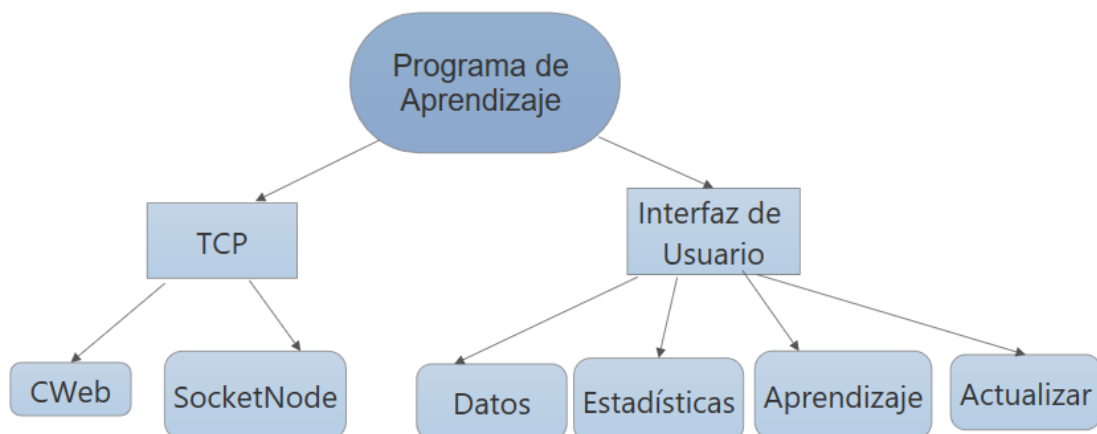 Programa de
Aprendizaje
TCP
Interfaz de
Usuario
CWeb
SocketNode
Datos
Estadísticas
Aprendizaje
Actualizar